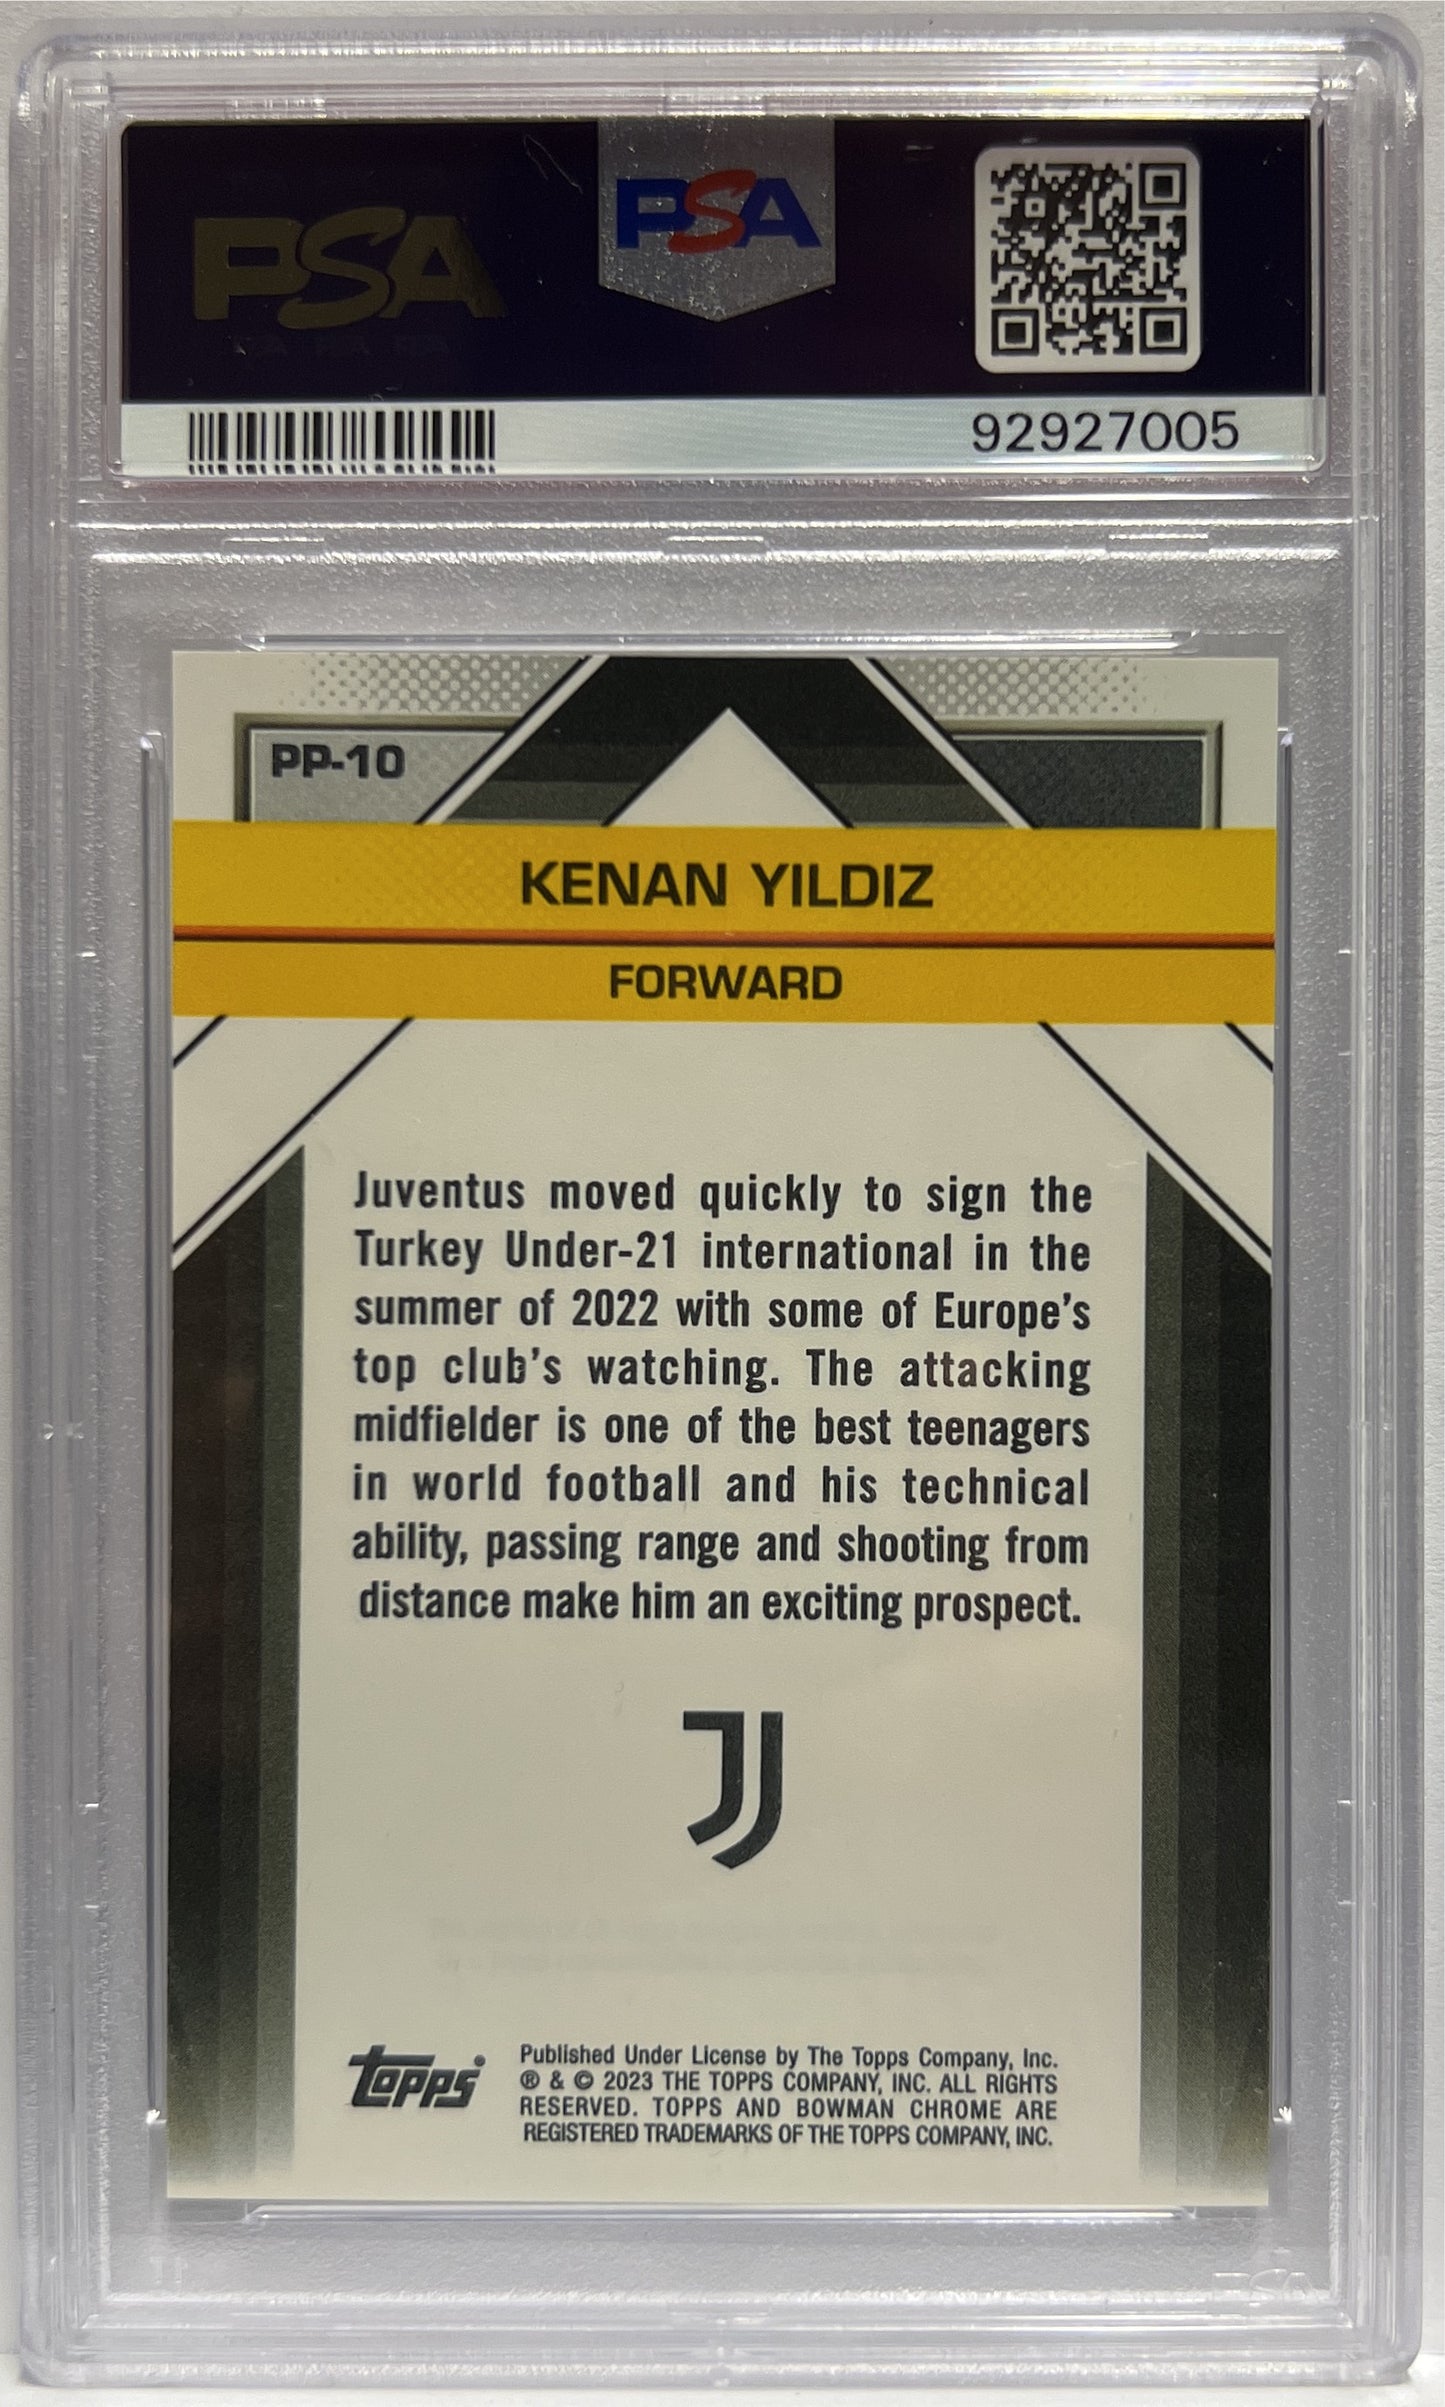 PSA
PSA
92927005
PP-10
KENAN YILDIZ
FORWARD
Juventus moved quickly to sign the
Turkey Under-21 international in the
summer of 2022 with some of Europe's
top club's watching. The attacking
midfielder is one of the best teenagers
in world football and his technical
ability, passing range and shooting from
distance make him an exciting prospect.
Topps
Published Under License by The Topps Company, Inc.
® & © 2023 THE TOPPS COMPANY, INC. ALL RIGHTS
RESERVED. TOPPS AND BOWMAN CHROME ARE
REGISTERED TRADEMARKS OF THE TOPPS COMPANY, INC.
PSA